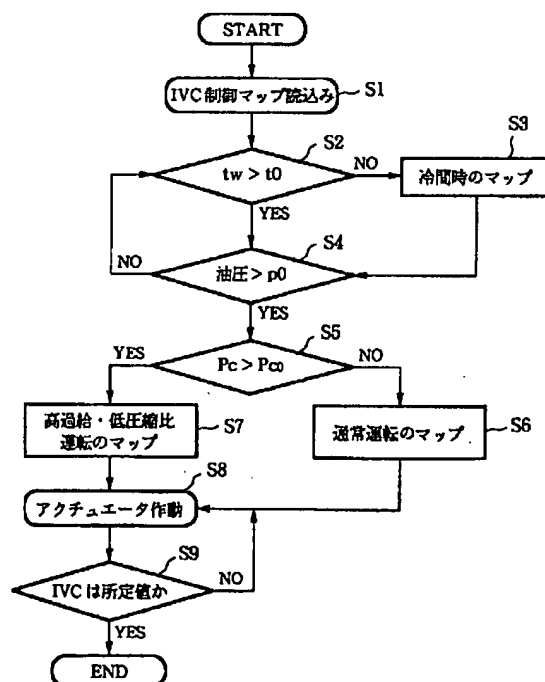 START
IVC制御マップ読込み
S1
S2
tw > t0
NO
S3
冷間時のマップ
YES
S4
NO
油圧 > p0
YES
S5
YES
Pc > Pc0
NO
高過給・低圧縮比
運転のマップ
S7
通常運転のマップ
S6
S8
アクチュエータ作動
S9
IVCは所定値か
NO
YES
END